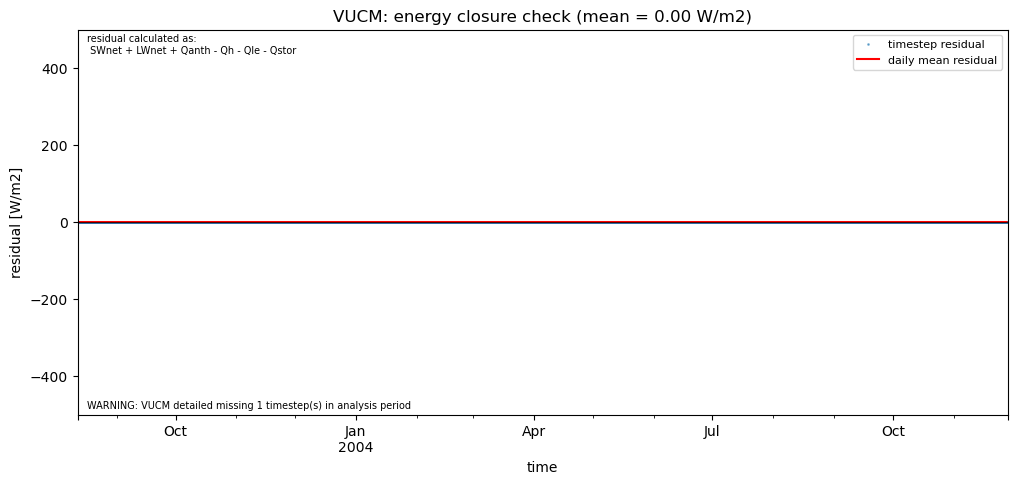 VUCM: energy closure check (mean = 0.00 W/m2)
residual calculated as:
SWnet + LWnet + Qanth - Qh - Qle - Qstor
timestep residual
daily mean residual
400
200
0
−200
−400
residual [W/m2]
WARNING: VUCM detailed missing 1 timestep(s) in analysis period
Oct
Jan
2004
Apr
Jul
Oct
time